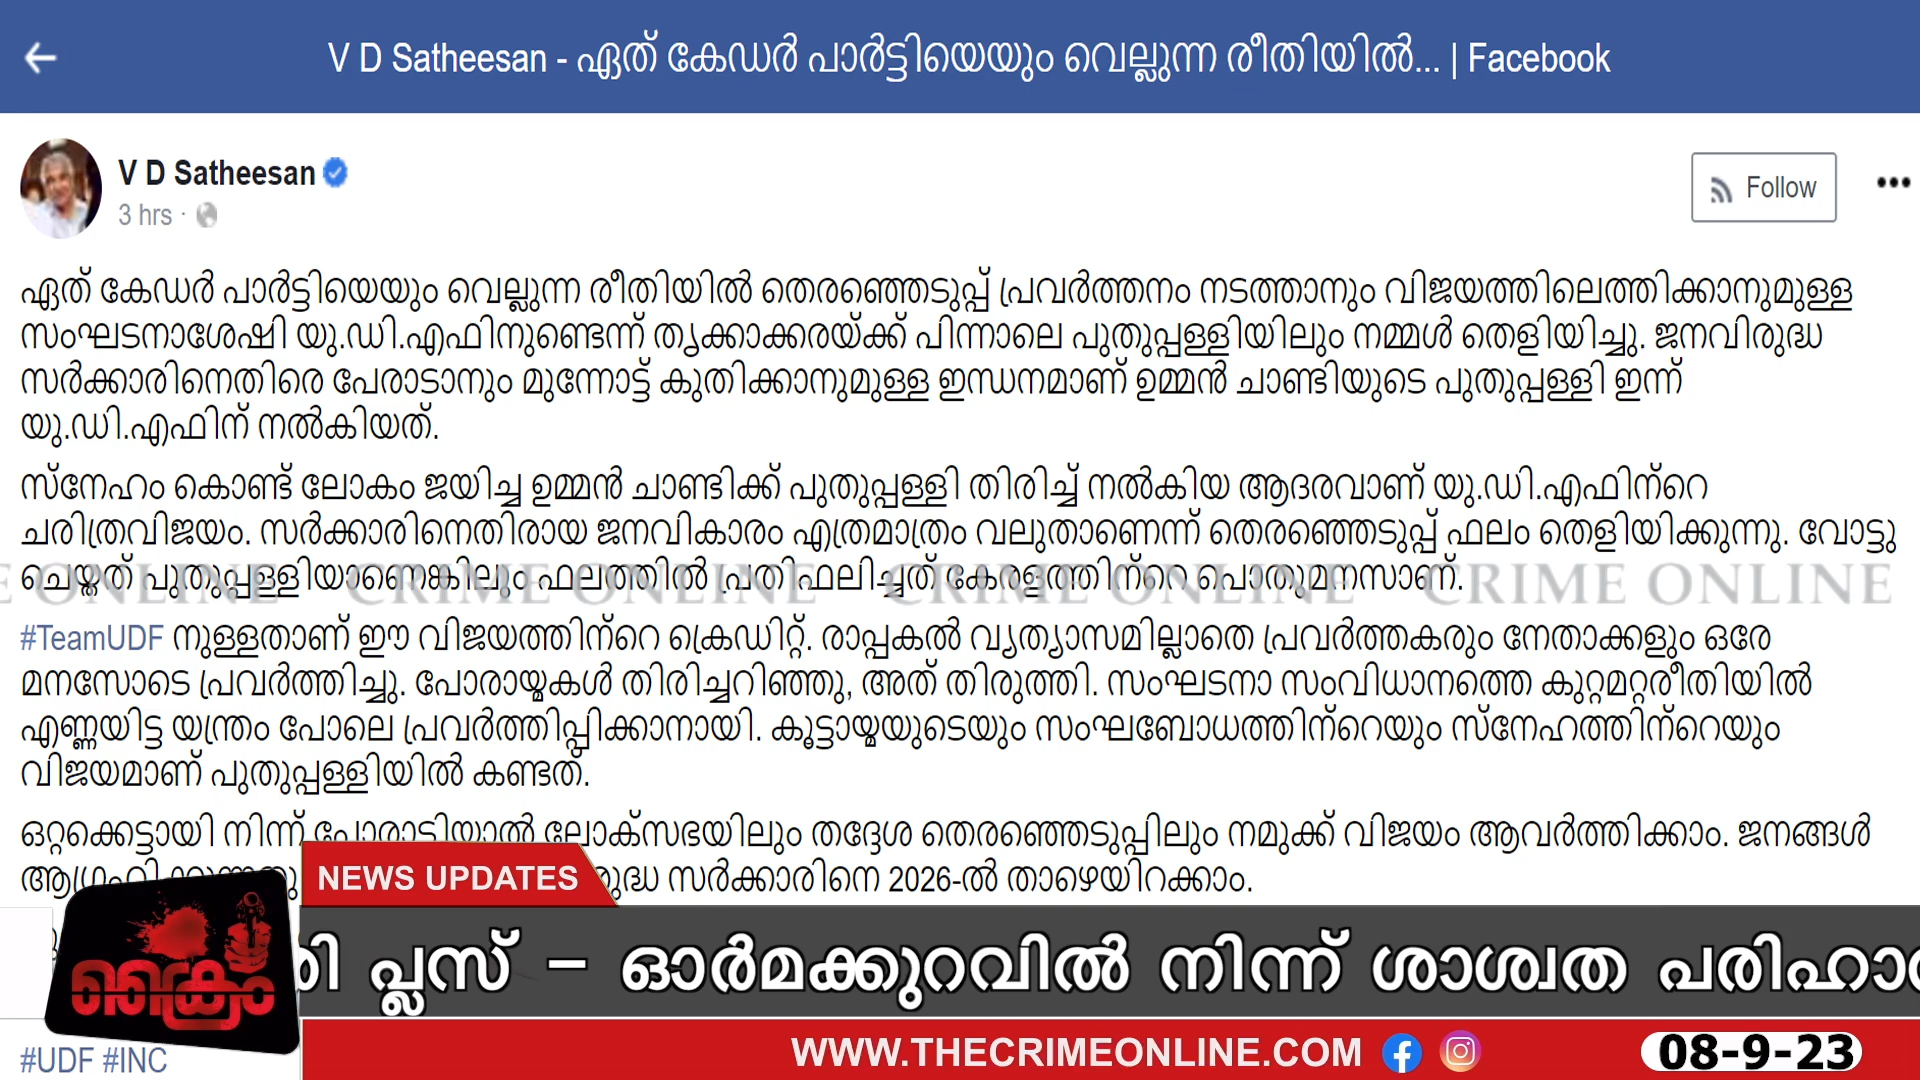 V D Satheesan - ഏത് കേഡർ പാർട്ടിയെയും വെല്ലുന്ന രീതിയിൽ... | Facebook
V D Satheesan
3 hrs ·
Follow
ഏത് കേഡർ പാർട്ടിയെയും വെല്ലുന്ന രീതിയിൽ തെരഞ്ഞെടുപ്പ് പ്രവർത്തനം നടത്താനും വിജയത്തിലെത്തിക്കാനുമുള്ള
സംഘടനാശേഷി യു.ഡി.എഫിനുണ്ടെന്ന് തൃക്കാക്കരയ്ക്ക് പിന്നാലെ പുതുപ്പള്ളിയിലും നമ്മൾ തെളിയിച്ചു. ജനവിരുദ്ധ
സർക്കാരിനെതിരെ പേരാടാനും മുന്നോട്ട് കുതിക്കാനുമുള്ള ഇന്ധനമാണ് ഉമ്മൻ ചാണ്ടിയുടെ പുതുപ്പള്ളി ഇന്ന്
യു.ഡി.എഫിന് നൽകിയത്.
സ്നേഹം കൊണ്ട് ലോകം ജയിച്ച ഉമ്മൻ ചാണ്ടിക്ക് പുതുപ്പള്ളി തിരിച്ച് നൽകിയ ആദരവാണ് യു.ഡി.എഫിന്റെ
ചരിത്രവിജയം. സർക്കാരിനെതിരായ ജനവികാരം എത്രമാത്രം വലുതാണെന്ന് തെരഞ്ഞെടുപ്പ് ഫലം തെളിയിക്കുന്നു. വോട്ടു
ചെയ്തത് പുതുപ്പള്ളിയാണെങ്കിലും ഫലത്തിൽ പ്രതിഫലിച്ചത് കേരളത്തിന്റെ പൊതുമനസാണ്.
E ONLINE CRIME ONLINE CRIME ONLINE CRIME ONLINE
#TeamUDF നുള്ളതാണ് ഈ വിജയത്തിന്റെ ക്രെഡിറ്റ്. രാപ്പകൽ വ്യത്യാസമില്ലാതെ പ്രവർത്തകരും നേതാക്കളും ഒരേ
മനസോടെ പ്രവർത്തിച്ചു. പോരായ്മകൾ തിരിച്ചറിഞ്ഞു, അത് തിരുത്തി. സംഘടനാ സംവിധാനത്തെ കുറ്റമറ്റരീതിയിൽ
എണ്ണയിട്ട യന്ത്രം പോലെ പ്രവർത്തിപ്പിക്കാനായി. കൂട്ടായ്മയുടെയും സംഘബോധത്തിന്റെയും സ്നേഹത്തിന്റെയും
വിജയമാണ് പുതുപ്പള്ളിയിൽ കണ്ടത്.
ഒറ്റക്കെട്ടായി നിന്ന് പോരാടിയാൽ ലോക്സഭയിലും തദ്ദേശ തെരഞ്ഞെടുപ്പിലും നമുക്ക് വിജയം ആവർത്തിക്കാം. ജനങ്ങൾ
സർക്കാരിനെ 2026-ൽ താഴെയിറക്കാം.
NEWS UPDATES
ക്രൈം
പ്ലസ് – ഓർമക്കുറവിൽ നിന്ന് ശാശ്വത
#UDF #INC
WWW.THECRIMEONLINE.COM
08-9-23